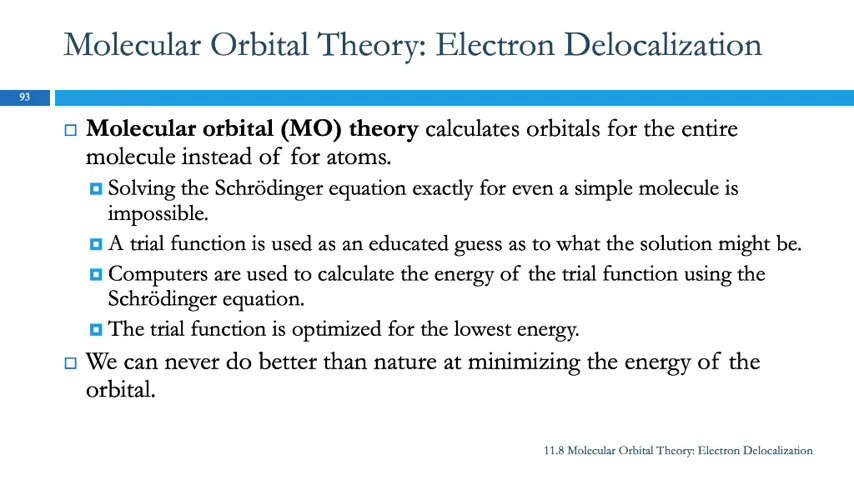 Molecular Orbital Theory: Electron Delocalization
93
Molecular orbital (MO) theory calculates orbitals for the entire
molecule instead of for atoms.
Solving the Schrödinger equation exactly for even a simple molecule is
impossible.
A trial function is used as an educated guess as to what the solution might be.
Computers are used to calculate the energy of the trial function using the
Schrödinger equation.
The trial function is optimized for the lowest energy.
We can never do better than nature at minimizing the energy of the
orbital.
11.8 Molecular Orbital Theory: Electron Delocalization